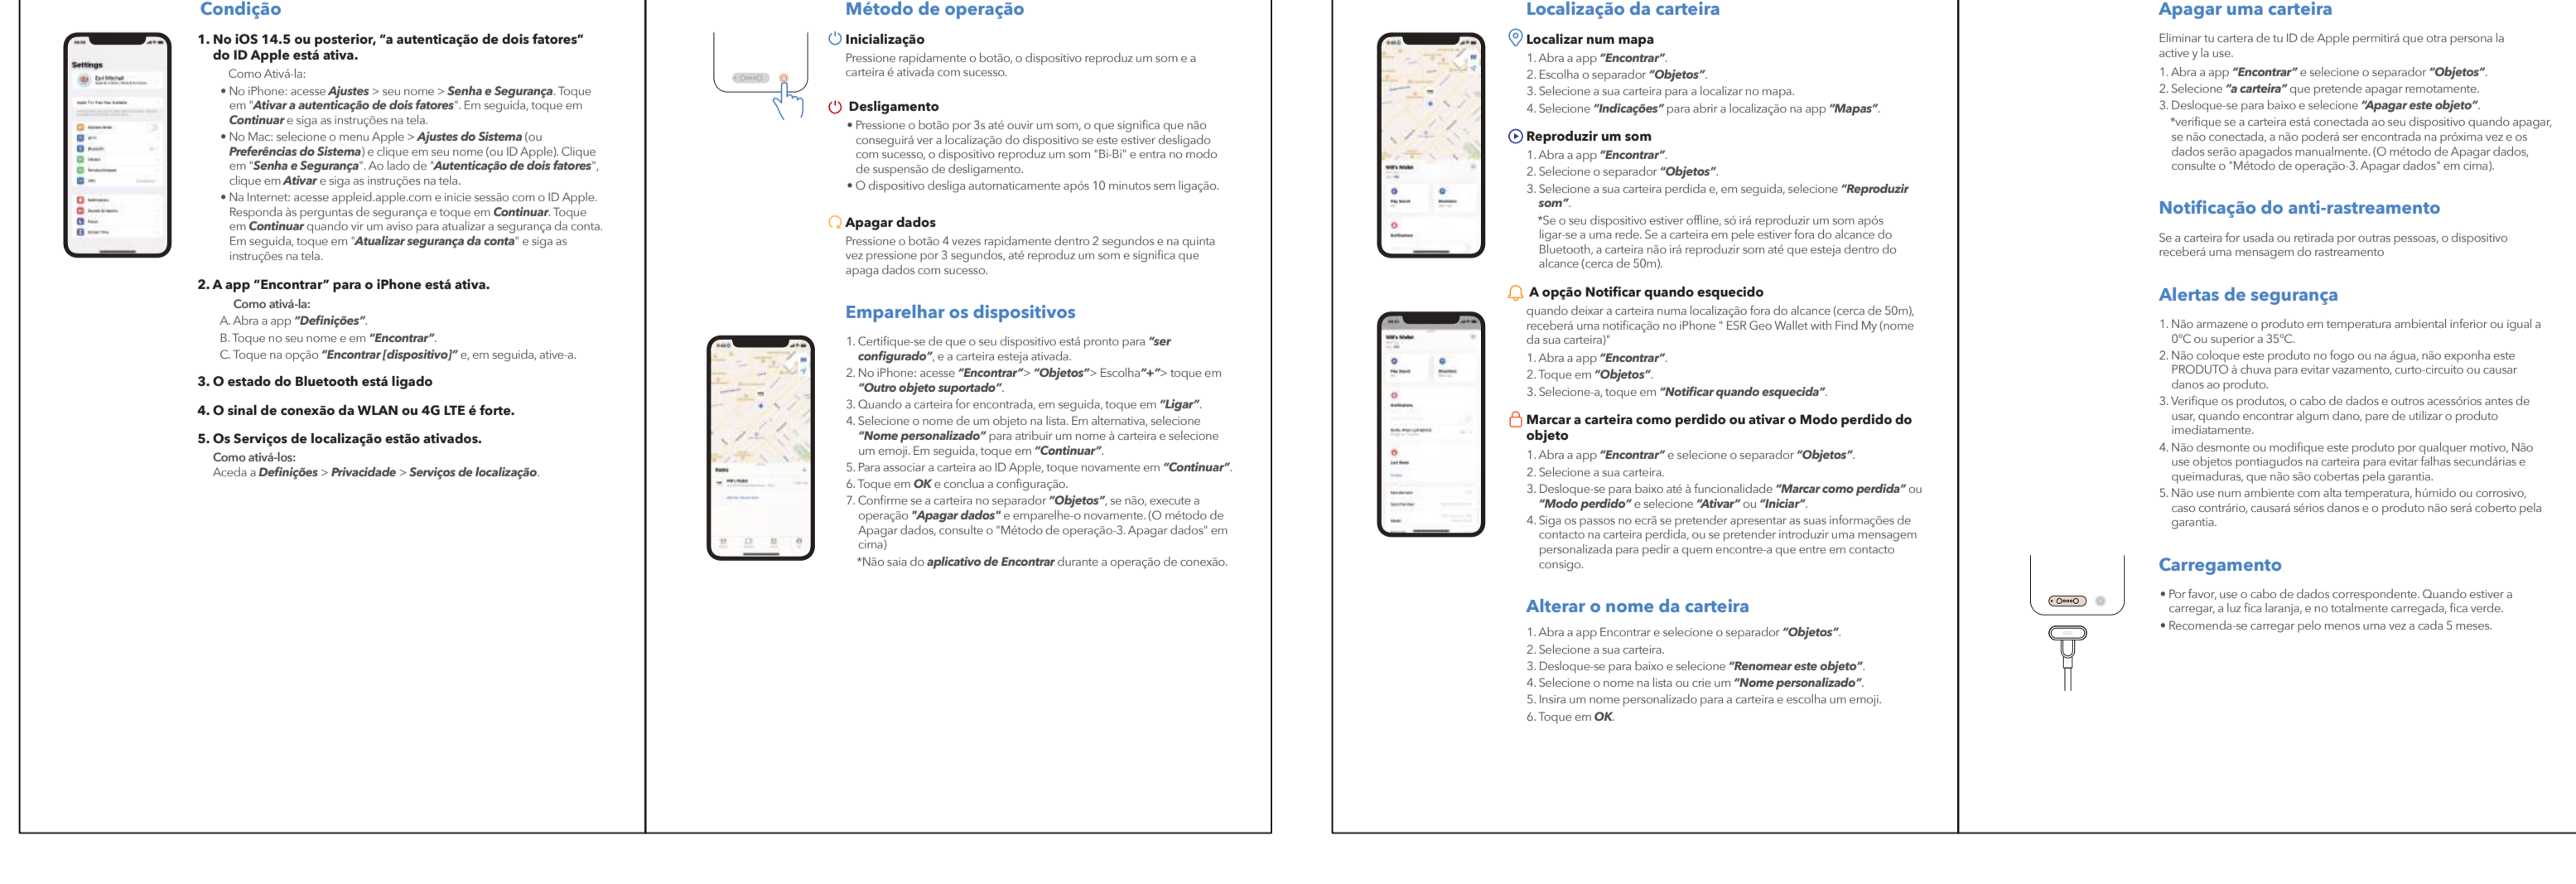 Condição
1. No iOS 14.5 ou posterior, “a autenticação de dois fatores”
do ID Apple está ativa.
Como Ativá-la:
• No iPhone: acesse Ajustes > seu nome > Senha e Segurança. Toque
em "Ativar a autenticação de dois fatores". Em seguida, toque em
Continuar e siga as instruções na tela.
• No Mac: selecione o menu Apple > Ajustes do Sistema (ou
Preferências do Sistema) e clique em seu nome (ou ID Apple). Clique
em "Senha e Segurança". Ao lado de "Autenticação de dois fatores",
clique em Ativar e siga as instruções na tela.
• Na Internet: acesse appleid.apple.com e inicie sessão com o ID Apple.
Responda às perguntas de segurança e toque em Continuar. Toque
em Continuar quando vir um aviso para atualizar a segurança da conta.
Em seguida, toque em "Atualizar segurança da conta" e siga as
instruções na tela.
2. A app “Encontrar” para o iPhone está ativa.
Como ativá-la:
A. Abra a app “Definições”.
B. Toque no seu nome e em “Encontrar”.
C. Toque na opção “Encontrar [dispositivo]” e, em seguida, ative-a.
3. O estado do Bluetooth está ligado
4. O sinal de conexão da WLAN ou 4G LTE é forte.
5. Os Serviços de localização estão ativados.
Como ativá-los:
Aceda a Definições > Privacidade > Serviços de localização.
Settings
Método de operação
Inicialização
Pressione rapidamente o botão, o dispositivo reproduz um som e a
carteira é ativada com sucesso.
Desligamento
• Pressione o botão por 3s até ouvir um som, o que significa que não
conseguirá ver a localização do dispositivo se este estiver desligado
com sucesso, o dispositivo reproduz um som "Bi-Bi" e entra no modo
de suspensão de desligamento.
• O dispositivo desliga automaticamente após 10 minutos sem ligação.
Apagar dados
Pressione o botão 4 vezes rapidamente dentro 2 segundos e na quinta
vez pressione por 3 segundos, até reproduz um som e significa que
apaga dados com sucesso.
Emparelhar os dispositivos
1. Certifique-se de que o seu dispositivo está pronto para “ser
configurado”, e a carteira esteja ativada.
2. No iPhone: acesse “Encontrar”> “Objetos”> Escolha“+”> toque em
“Outro objeto suportado”.
3. Quando a carteira for encontrada, em seguida, toque em “Ligar”.
4. Selecione o nome de um objeto na lista. Em alternativa, selecione
“Nome personalizado” para atribuir um nome à carteira e selecione
um emoji. Em seguida, toque em “Continuar”.
5. Para associar a carteira ao ID Apple, toque novamente em “Continuar”.
6. Toque em OK e conclua a configuração.
7. Confirme se a carteira no separador “Objetos”, se não, execute a
operação "Apagar dados" e emparelhe-o novamente. (O método de
Apagar dados, consulte o "Método de operação-3. Apagar dados" em
cima)
*Não saia do aplicativo de Encontrar durante a operação de conexão.
Localização da carteira
Localizar num mapa
1. Abra a app “Encontrar”.
2. Escolha o separador “Objetos”.
3. Selecione a sua carteira para a localizar no mapa.
4. Selecione “Indicações” para abrir a localização na app “Mapas”.
Reproduzir um som
1. Abra a app “Encontrar”.
2. Selecione o separador “Objetos”.
3. Selecione a sua carteira perdida e, em seguida, selecione “Reproduzir
som”.
*Se o seu dispositivo estiver offline, só irá reproduzir um som após
ligar-se a uma rede. Se a carteira em pele estiver fora do alcance do
Bluetooth, a carteira não irá reproduzir som até que esteja dentro do
alcance (cerca de 50m).
A opção Notificar quando esquecido
quando deixar a carteira numa localização fora do alcance (cerca de 50m),
receberá uma notificação no iPhone " ESR Geo Wallet with Find My (nome
da sua carteira)"
1. Abra a app “Encontrar”.
2. Toque em “Objetos”.
3. Selecione-a, toque em “Notificar quando esquecida”.
Marcar a carteira como perdido ou ativar o Modo perdido do
objeto
1. Abra a app “Encontrar” e selecione o separador “Objetos”.
2. Selecione a sua carteira.
3. Desloque-se para baixo até à funcionalidade “Marcar como perdida” ou
“Modo perdido” e selecione “Ativar” ou “Iniciar”.
4. Siga os passos no ecrã se pretender apresentar as suas informações de
contacto na carteira perdida, ou se pretender introduzir uma mensagem
personalizada para pedir a quem encontre-a que entre em contacto
consigo.
Alterar o nome da carteira
1. Abra a app Encontrar e selecione o separador “Objetos”.
2. Selecione a sua carteira.
3. Desloque-se para baixo e selecione “Renomear este objeto”.
4. Selecione o nome na lista ou crie um “Nome personalizado”.
5. Insira um nome personalizado para a carteira e escolha um emoji.
6. Toque em OK.
Apagar uma carteira
Eliminar tu cartera de tu ID de Apple permitirá que otra persona la
active y la use.
1. Abra a app “Encontrar” e selecione o separador “Objetos”.
2. Selecione “a carteira” que pretende apagar remotamente.
3. Desloque-se para baixo e selecione “Apagar este objeto”.
*verifique se a carteira está conectada ao seu dispositivo quando apagar,
se não conectada, a não poderá ser encontrada na próxima vez e os
dados serão apagados manualmente. (O método de Apagar dados,
consulte o "Método de operação-3. Apagar dados" em cima).
Notificação do anti-rastreamento
Se a carteira for usada ou retirada por outras pessoas, o dispositivo
receberá uma mensagem do rastreamento
Alertas de segurança
1. Não armazene o produto em temperatura ambiental inferior ou igual a
0°C ou superior a 35°C.
2. Não coloque este produto no fogo ou na água, não exponha este
PRODUTO à chuva para evitar vazamento, curto-circuito ou causar
danos ao produto.
3. Verifique os produtos, o cabo de dados e outros acessórios antes de
usar, quando encontrar algum dano, pare de utilizar o produto
imediatamente.
4. Não desmonte ou modifique este produto por qualquer motivo, Não
use objetos pontiagudos na carteira para evitar falhas secundárias e
queimaduras, que não são cobertas pela garantia.
5. Não use num ambiente com alta temperatura, húmido ou corrosivo,
caso contrário, causará sérios danos e o produto não será coberto pela
garantia.
Carregamento
• Por favor, use o cabo de dados correspondente. Quando estiver a
carregar, a luz fica laranja, e no totalmente carregada, fica verde.
• Recomenda-se carregar pelo menos uma vez a cada 5 meses.